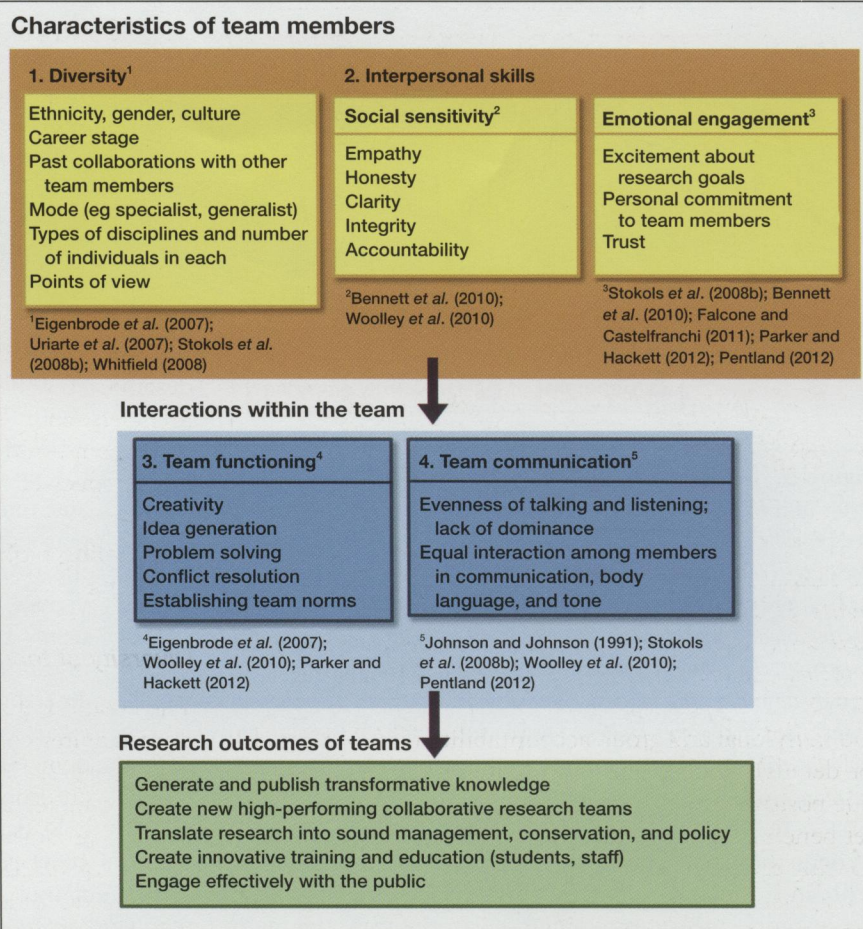 Characteristics of team members
1. Diversity¹
Ethnicity, gender, culture
Career stage
Past collaborations with other
team members
Mode (eg specialist, generalist)
Types of disciplines and number
of individuals in each
Points of view
¹Eigenbrode et al. (2007);
Uriarte et al. (2007); Stokols et al.
(2008b); Whitfield (2008)
2. Interpersonal skills
Social sensitivity²
Empathy
Honesty
Clarity
Integrity
Accountability
²Bennett et al. (2010);
Woolley et al. (2010)
Emotional engagement³
Excitement about
research goals
Personal commitment
to team members
Trust
³Stokols et al. (2008b); Bennett
et al. (2010); Falcone and
Castelfranchi (2011); Parker and
Hackett (2012); Pentland (2012)
Interactions within the team
3. Team functioning⁴
Creativity
Idea generation
Problem solving
Conflict resolution
Establishing team norms
⁴Eigenbrode et al. (2007);
Woolley et al. (2010); Parker and
Hackett (2012)
4. Team communication⁵
Evenness of talking and listening;
lack of dominance
Equal interaction among members
in communication, body
language, and tone
⁵Johnson and Johnson (1991); Stokols
et al. (2008b); Woolley et al. (2010);
Pentland (2012)
Research outcomes of teams
Generate and publish transformative knowledge
Create new high-performing collaborative research teams
Translate research into sound management, conservation, and policy
Create innovative training and education (students, staff)
Engage effectively with the public